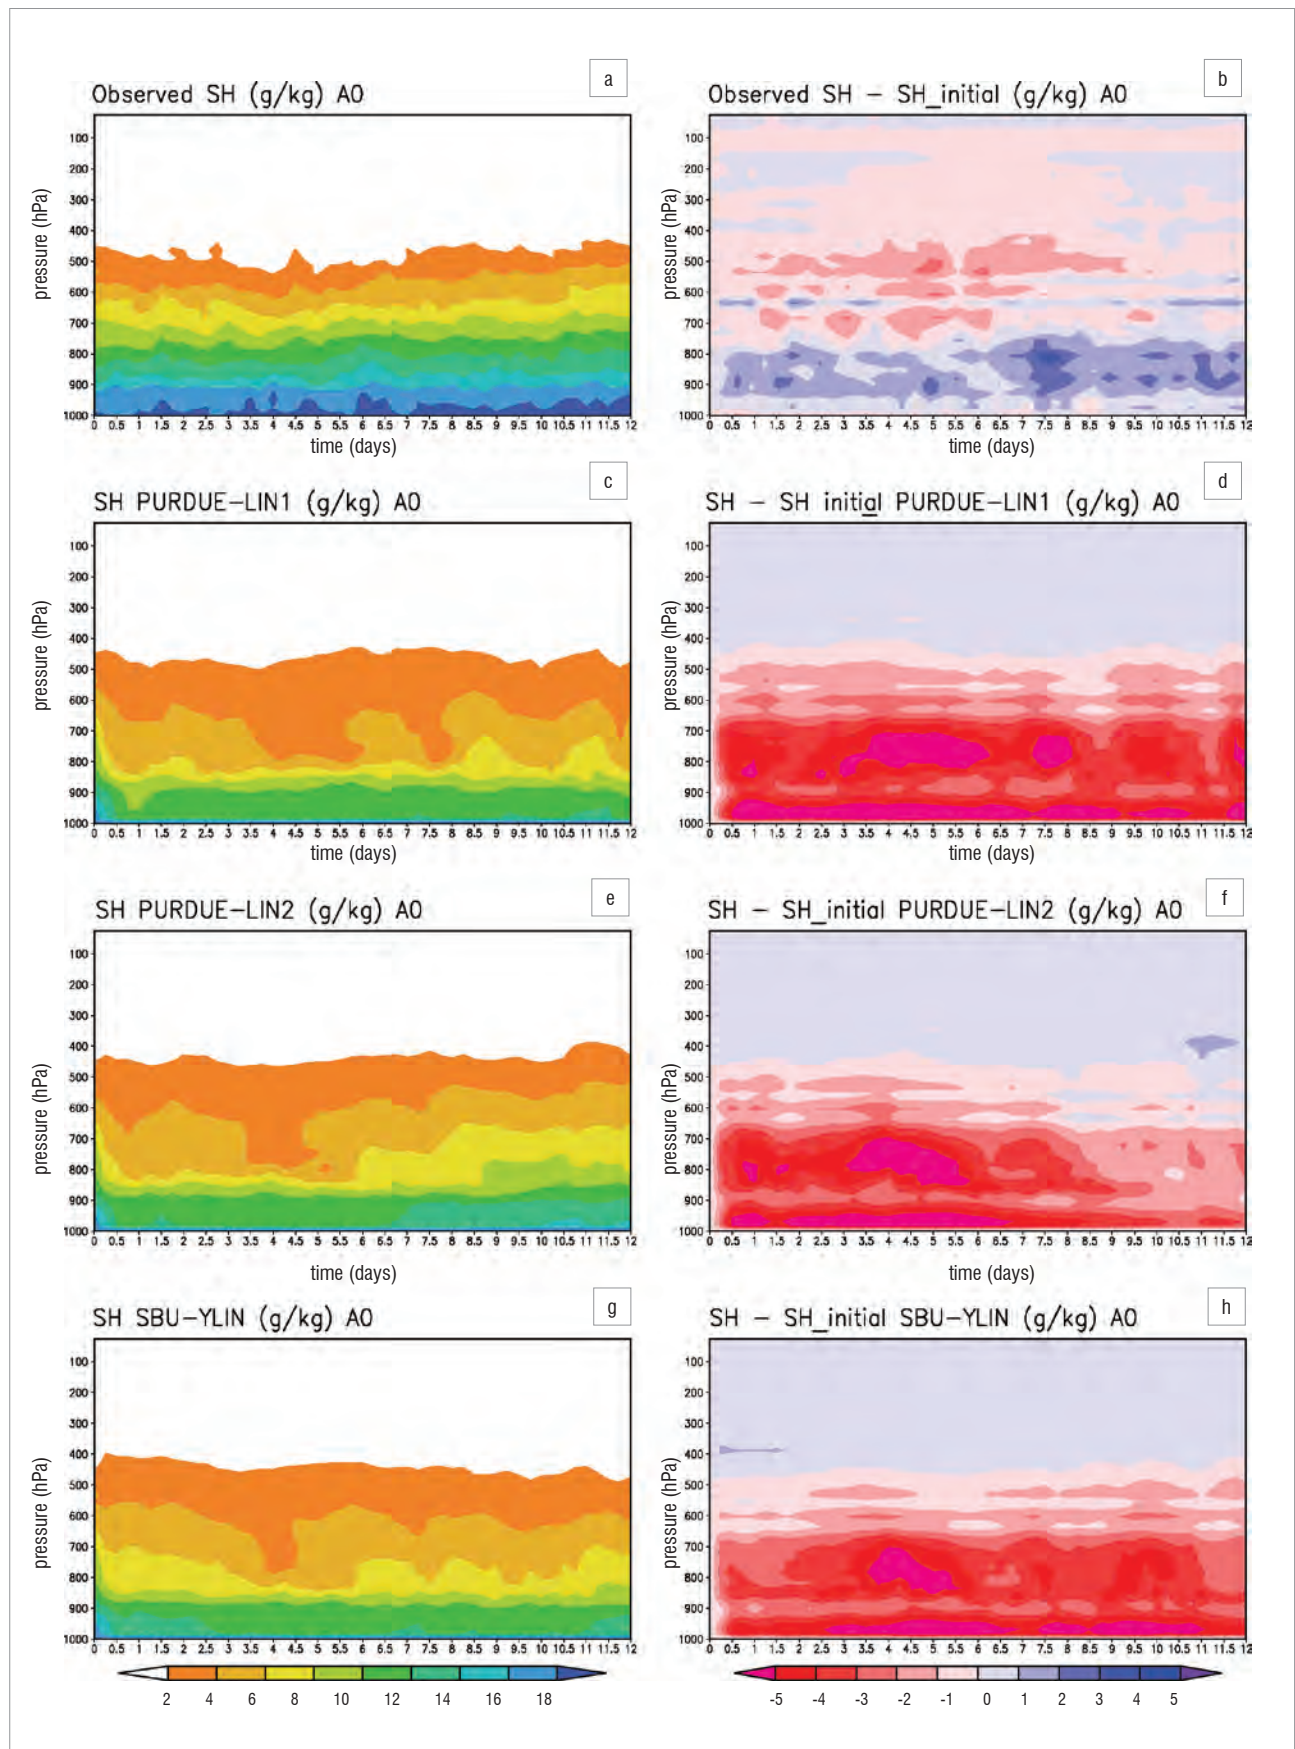 a
b
Observed SH (g/kg) A0
Observed SH – SH_initial (g/kg) A0
pressure (hPa)
100
200
300
400
500
600
700
800
900
1000
0 0.5 1 1.5 2 2.5 3 3.5 4 4.5 5 5.5 6 6.5 7 7.5 8 8.5 9 9.5 10 10.5 11 11.5 12
time (days)
pressure (hPa)
100
200
300
400
500
600
700
800
900
1000
0 0.5 1 1.5 2 2.5 3 3.5 4 4.5 5 5.5 6 6.5 7 7.5 8 8.5 9 9.5 10 10.5 11 11.5 12
time (days)
c
d
SH PURDUE–LIN1 (g/kg) A0
SH – SH_initial PURDUE–LIN1 (g/kg) A0
pressure (hPa)
100
200
300
400
500
600
700
800
900
1000
0 0.5 1 1.5 2 2.5 3 3.5 4 4.5 5 5.5 6 6.5 7 7.5 8 8.5 9 9.5 10 10.5 11 11.5 12
time (days)
pressure (hPa)
100
200
300
400
500
600
700
800
900
1000
0 0.5 1 1.5 2 2.5 3 3.5 4 4.5 5 5.5 6 6.5 7 7.5 8 8.5 9 9.5 10 10.5 11 11.5 12
time (days)
e
f
SH PURDUE–LIN2 (g/kg) A0
SH – SH_initial PURDUE–LIN2 (g/kg) A0
pressure (hPa)
100
200
300
400
500
600
700
800
900
1000
0 0.5 1 1.5 2 2.5 3 3.5 4 4.5 5 5.5 6 6.5 7 7.5 8 8.5 9 9.5 10 10.5 11 11.5 12
time (days)
pressure (hPa)
100
200
300
400
500
600
700
800
900
1000
0 0.5 1 1.5 2 2.5 3 3.5 4 4.5 5 5.5 6 6.5 7 7.5 8 8.5 9 9.5 10 10.5 11 11.5 12
time (days)
g
h
SH SBU–YLIN (g/kg) A0
SH – SH_initial SBU–YLIN (g/kg) A0
pressure (hPa)
100
200
300
400
500
600
700
800
900
1000
0 0.5 1 1.5 2 2.5 3 3.5 4 4.5 5 5.5 6 6.5 7 7.5 8 8.5 9 9.5 10 10.5 11 11.5 12
pressure (hPa)
100
200
300
400
500
600
700
800
900
1000
0 0.5 1 1.5 2 2.5 3 3.5 4 4.5 5 5.5 6 6.5 7 7.5 8 8.5 9 9.5 10 10.5 11 11.5 12
2 4 6 8 10 12 14 16 18
-5 -4 -3 -2 -1 0 1 2 3 4 5